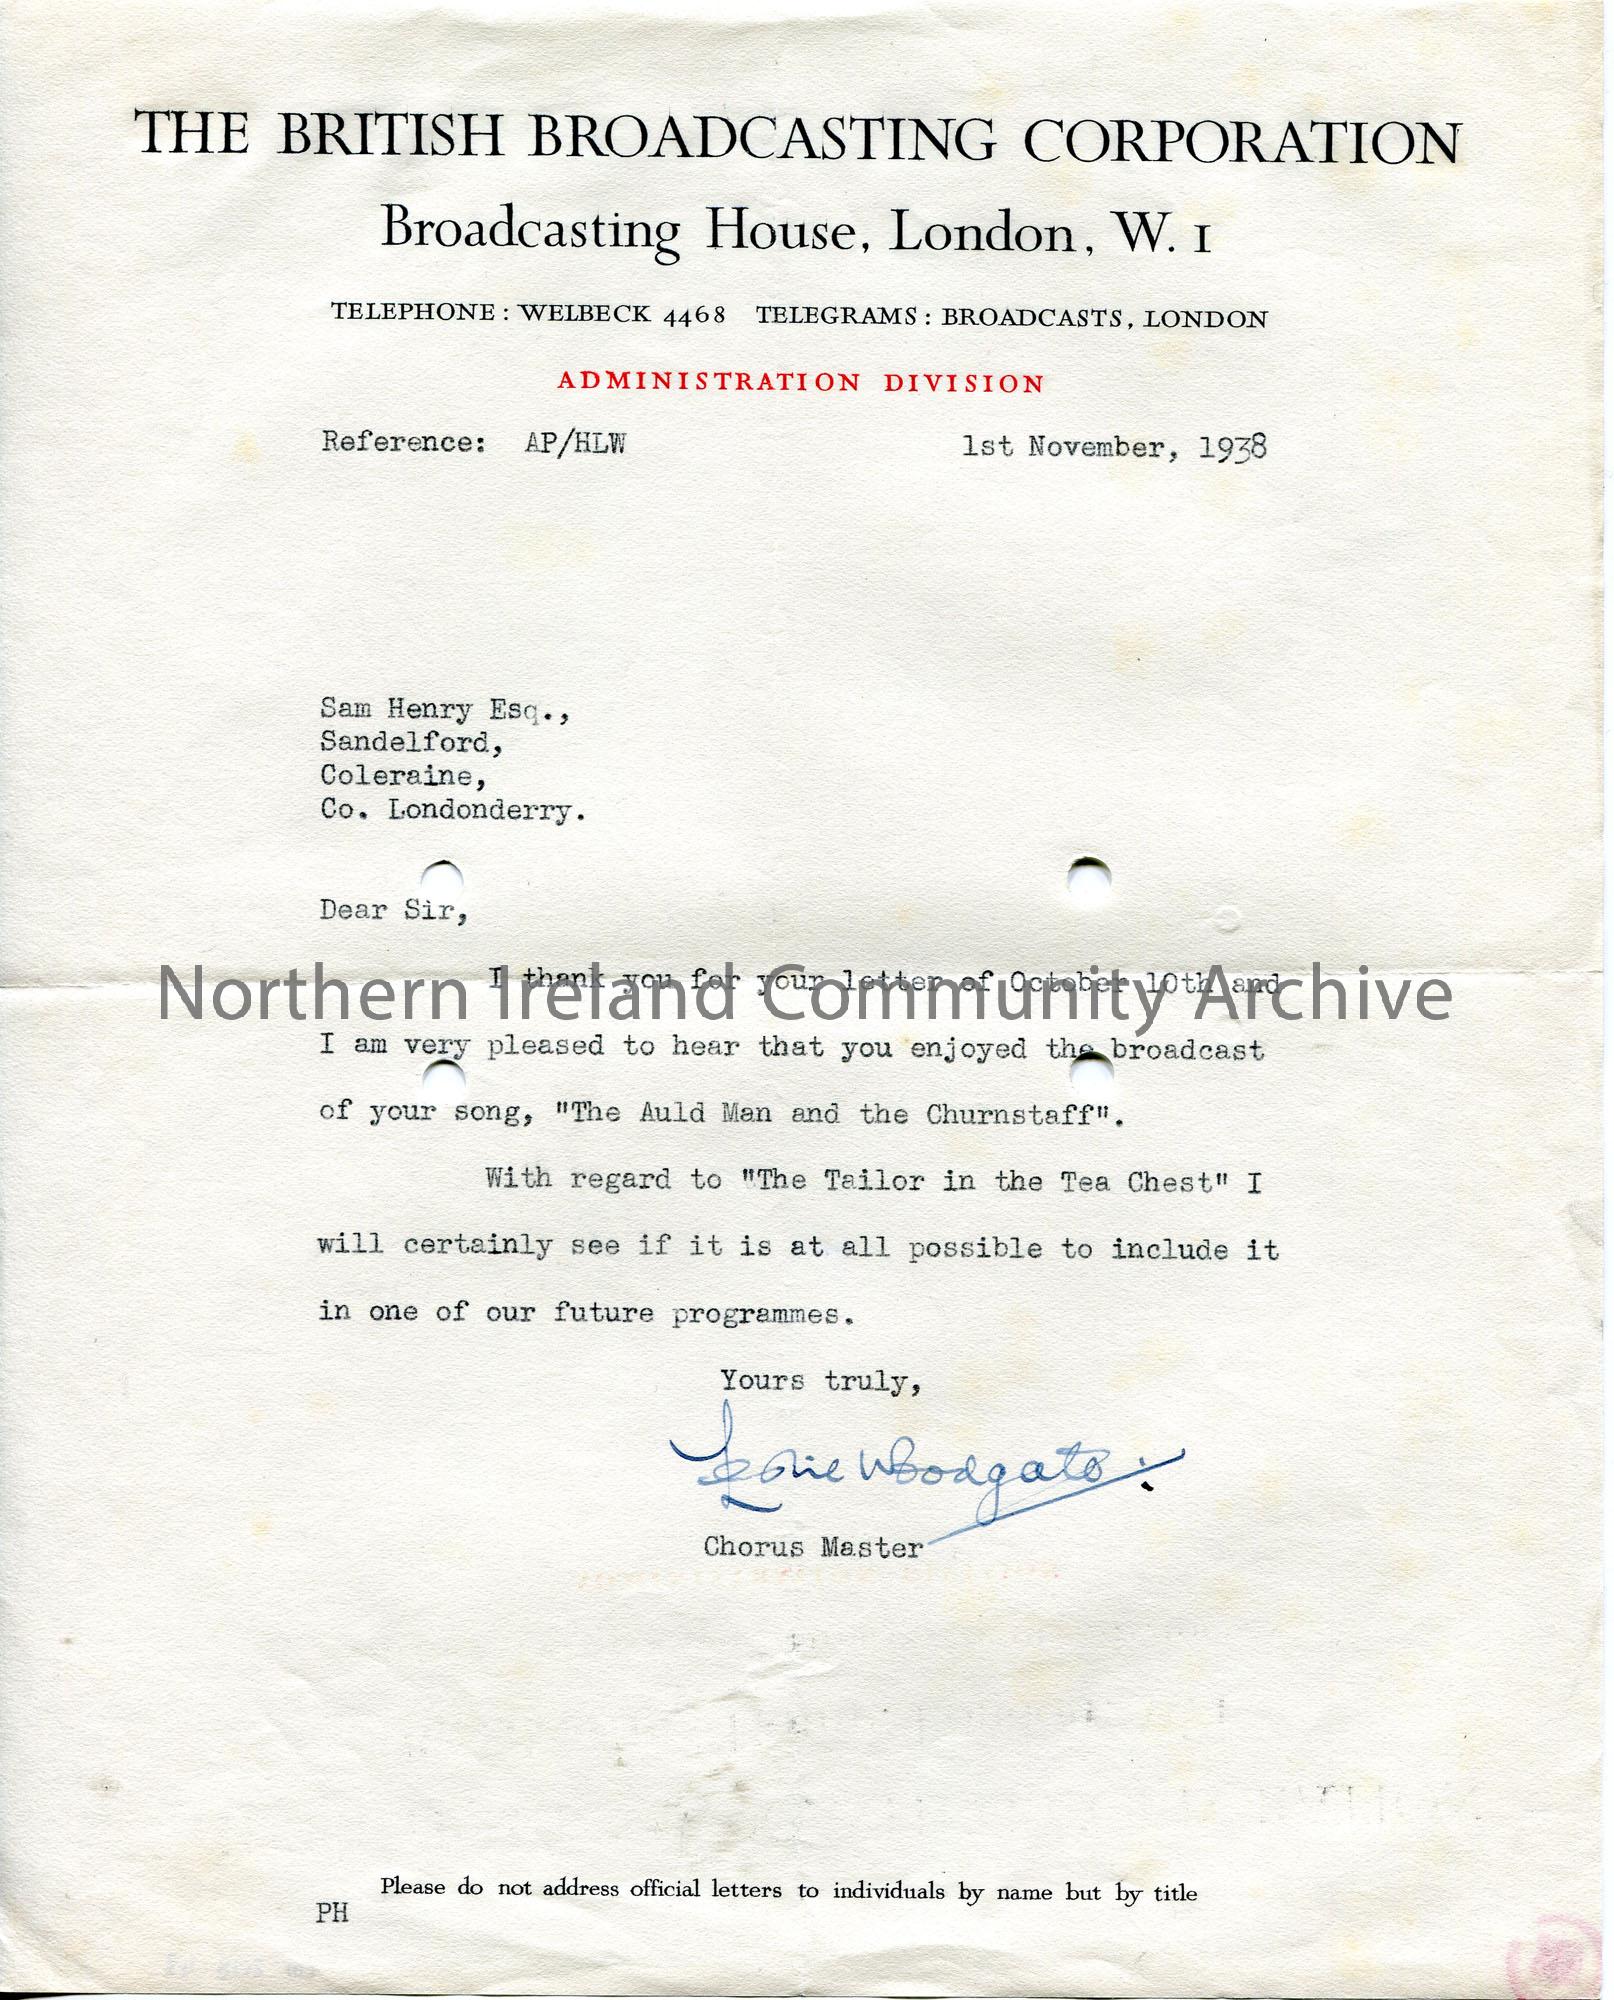 THE BRITISH BROADCASTING CORPORATION
Broadcasting House, London, W. 1
TELEPHONE: WELBECK 4468 TELEGRAMS: BROADCASTS, LONDON
ADMINISTRATION DIVISION
Reference: AP/HLW 1st November, 1938
Sam Henry Esq.,
Sandelford,
Coleraine,
Co. Londonderry.
Dear Sir,
I thank you for your letter of October 10th and
Northern Ireland Community Archive
I am very pleased to hear that you enjoyed the broadcast
of your song, "The Auld Man and the Churnstaff".
With regard to "The Tailor in the Tea Chest" I
will certainly see if it is at all possible to include it
in one of our future programmes.
Yours truly,
Leslie Woodgate
Chorus Master
Please do not address official letters to individuals by name but by title
PH